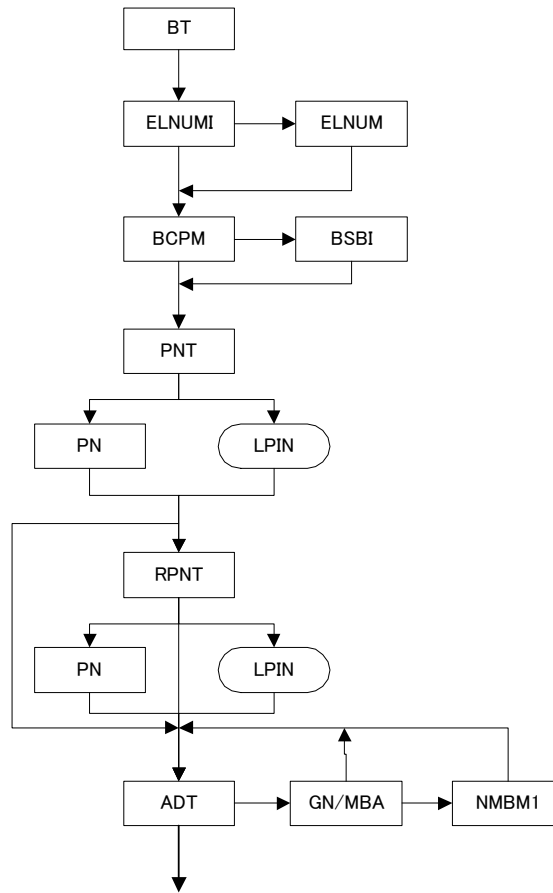 BT
ELNUMI
ELNUM
BCPM
BSBI
PNT
PN
LPIN
RPNT
PN
LPIN
ADT
GN/MBA
NMBM1